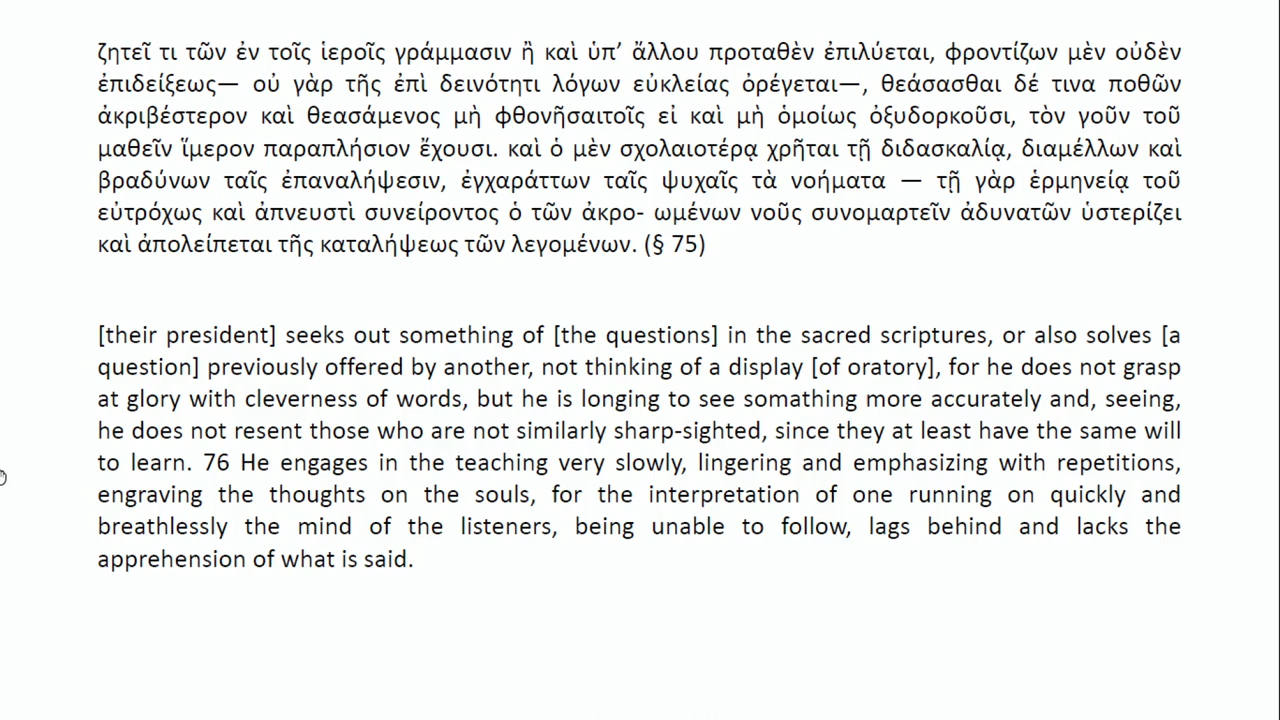 ζητεῖ τι τῶν ἐν τοῖς ἱεροῖς γράμμασιν ἢ καὶ ὑπ’ ἄλλου προταθὲν ἐπιλύεται, φροντίζων μὲν οὐδὲν
ἐπιδείξεως— οὐ γὰρ τῆς ἐπὶ δεινότητι λόγων εὐκλείας ὀρέγεται—, θεάσασθαι δέ τινα ποθῶν
ἀκριβέστερον καὶ θεασάμενος μὴ φθονῆσαιτοῖς εἰ καὶ μὴ ὁμοίως ὀξυδορκοῦσι, τὸν γοῦν τοῦ
μαθεῖν ἵμερον παραπλήσιον ἔχουσι. καὶ ὁ μὲν σχολαιοτέρᾳ χρῆται τῇ διδασκαλίᾳ, διαμέλλων καὶ
βραδύνων ταῖς ἐπαναλήψεσιν, ἐγχαράττων ταῖς ψυχαῖς τὰ νοήματα — τῇ γὰρ ἑρμηνείᾳ τοῦ
εὐτρόχως καὶ ἀπνευστὶ συνείροντος ὁ τῶν ἀκρο- ωμένων νοῦς συνομαρτεῖν ἀδυνατῶν ὑστερίζει
καὶ ἀπολείπεται τῆς καταλήψεως τῶν λεγομένων. (§ 75)
[their president] seeks out something of [the questions] in the sacred scriptures, or also solves [a
question] previously offered by another, not thinking of a display [of oratory], for he does not grasp
at glory with cleverness of words, but he is longing to see somathing more accurately and, seeing,
he does not resent those who are not similarly sharp-sighted, since they at least have the same will
to learn. 76 He engages in the teaching very slowly, lingering and emphasizing with repetitions,
engraving the thoughts on the souls, for the interpretation of one running on quickly and
breathlessly the mind of the listeners, being unable to follow, lags behind and lacks the
apprehension of what is said.